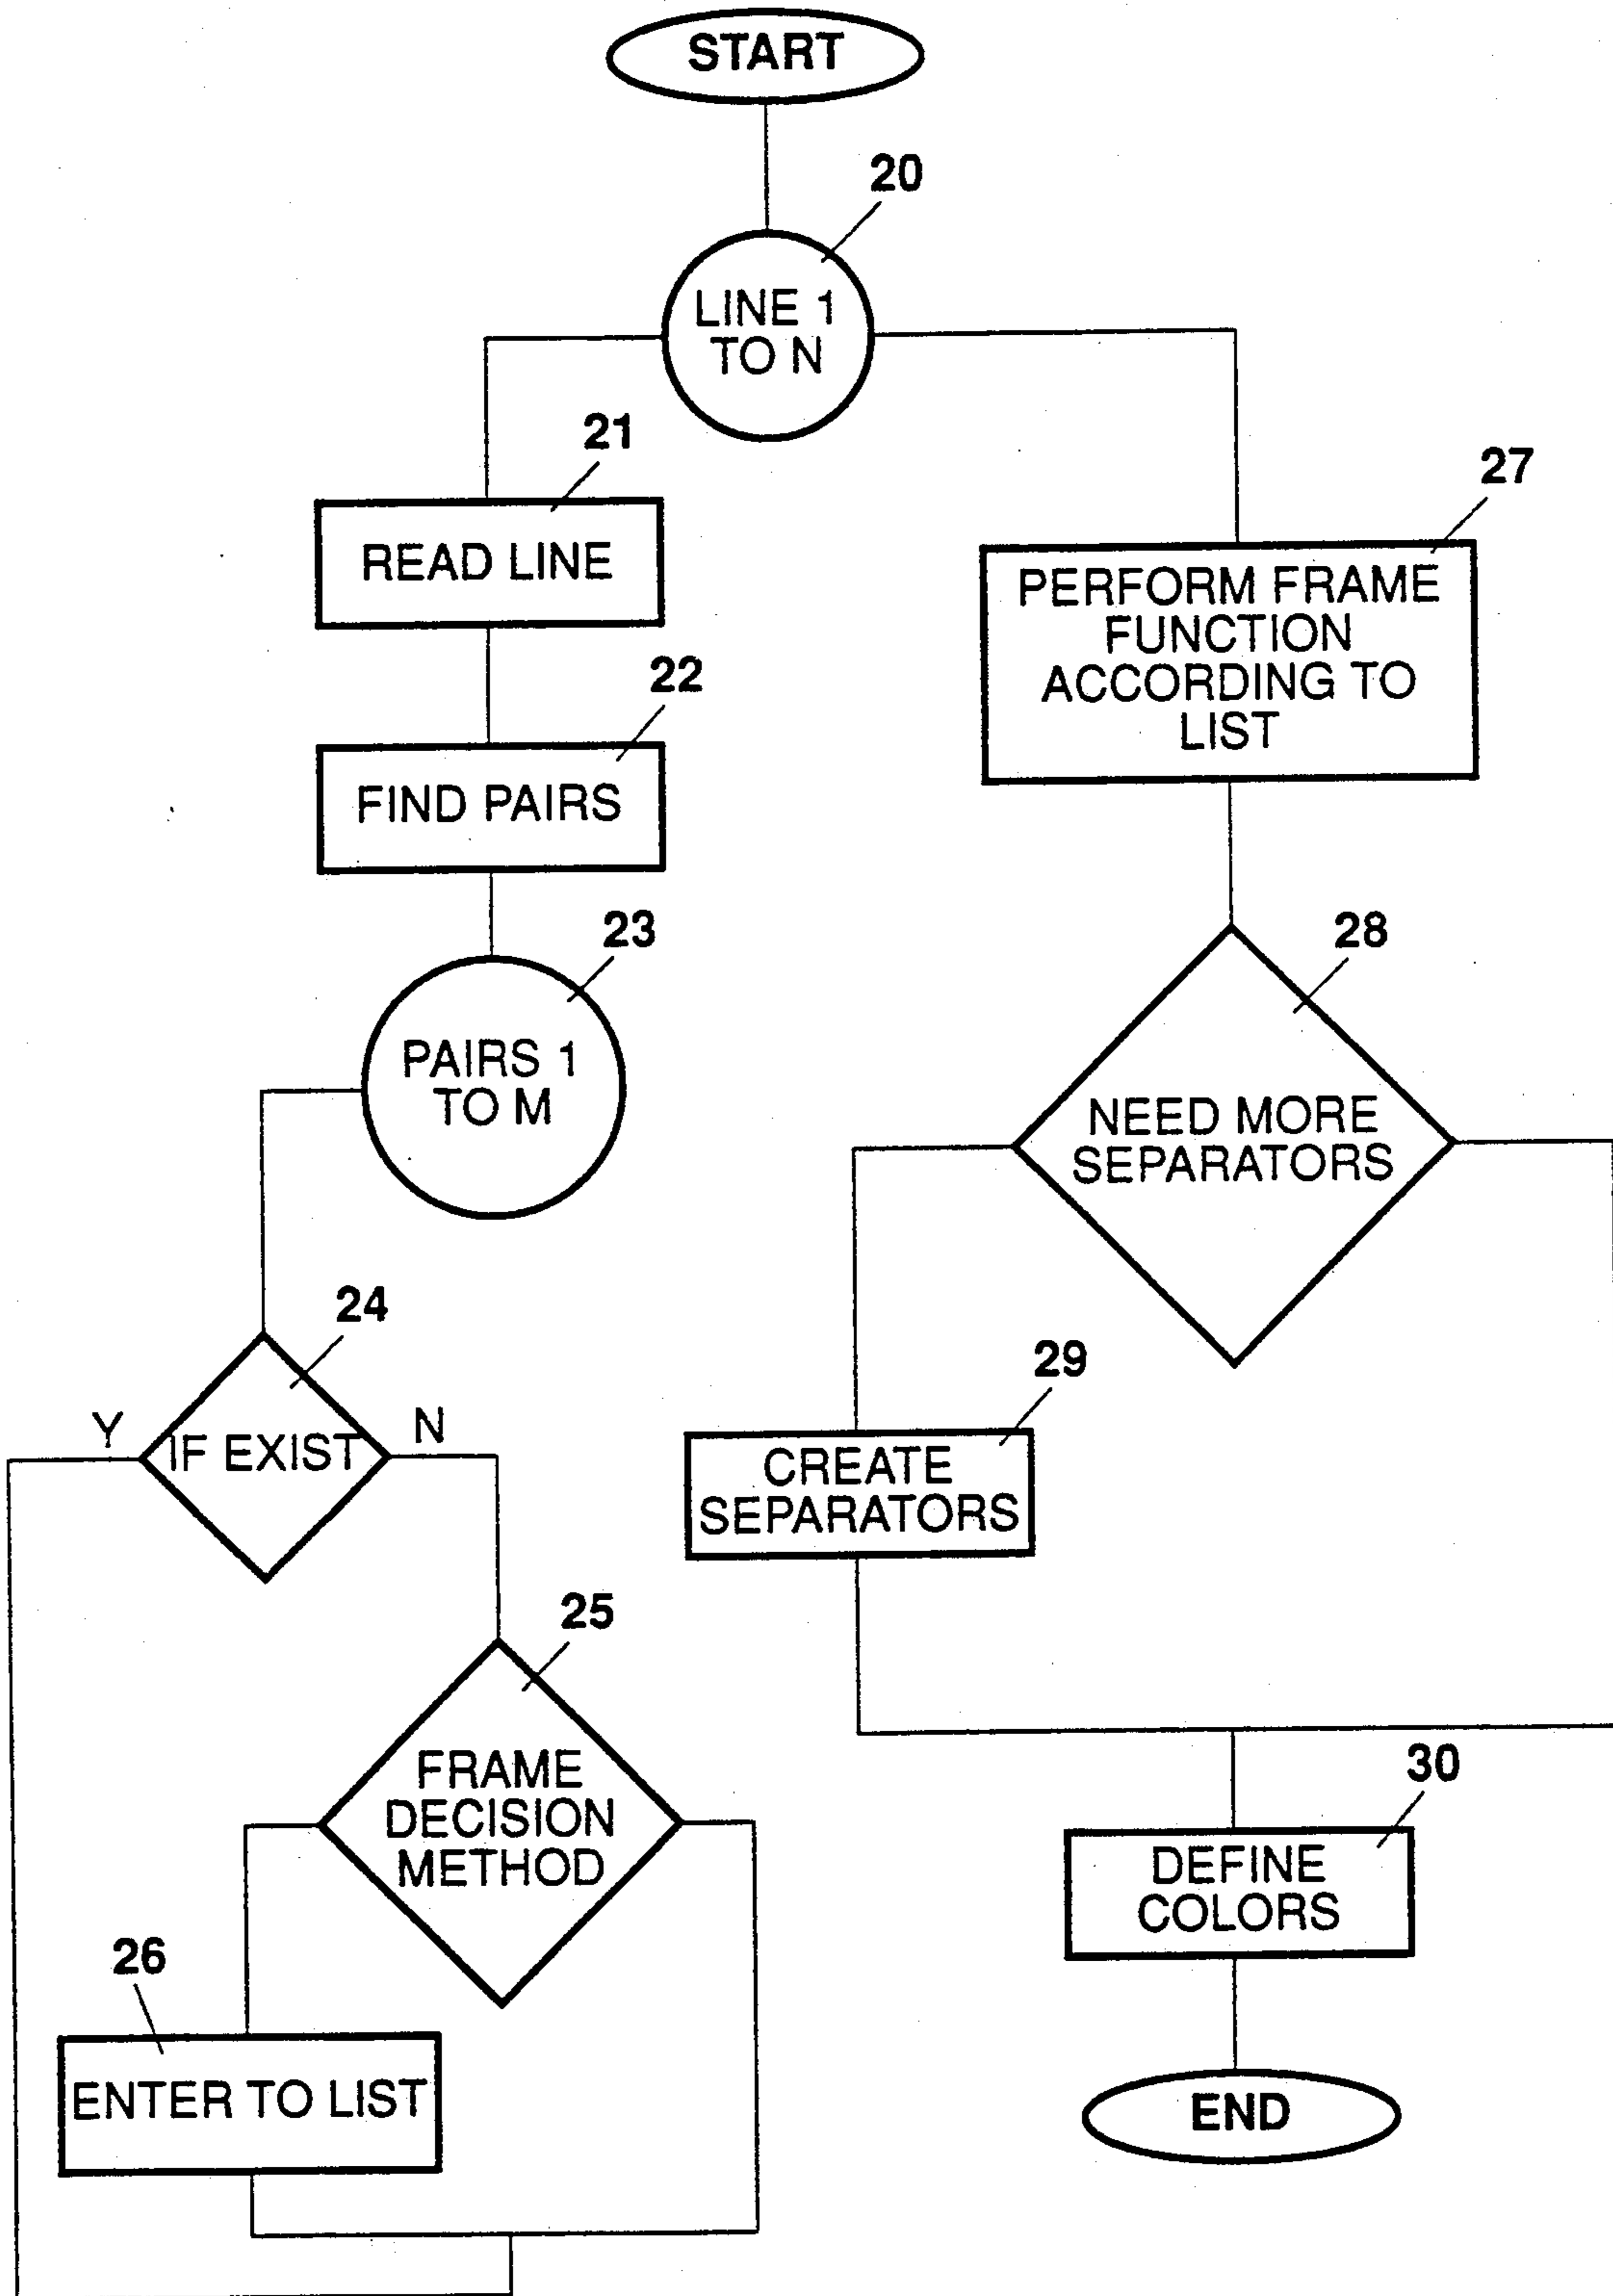 START
20
LINE 1
TO N
21
READ LINE
22
FIND PAIRS
23
PAIRS 1
TO M
24
Y
IF EXIST
N
25
FRAME
DECISION
METHOD
26
ENTER TO LIST
27
PERFORM FRAME
FUNCTION
ACCORDING TO
LIST
28
NEED MORE
SEPARATORS
29
CREATE
SEPARATORS
30
DEFINE
COLORS
END